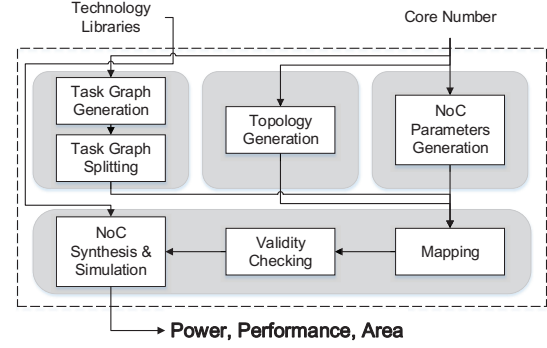 Technology
Libraries
Core Number
Task Graph
Generation
Task Graph
Splitting
Topology
Generation
NoC
Parameters
Generation
NoC
Synthesis &
Simulation
Validity
Checking
Mapping
Power, Performance, Area